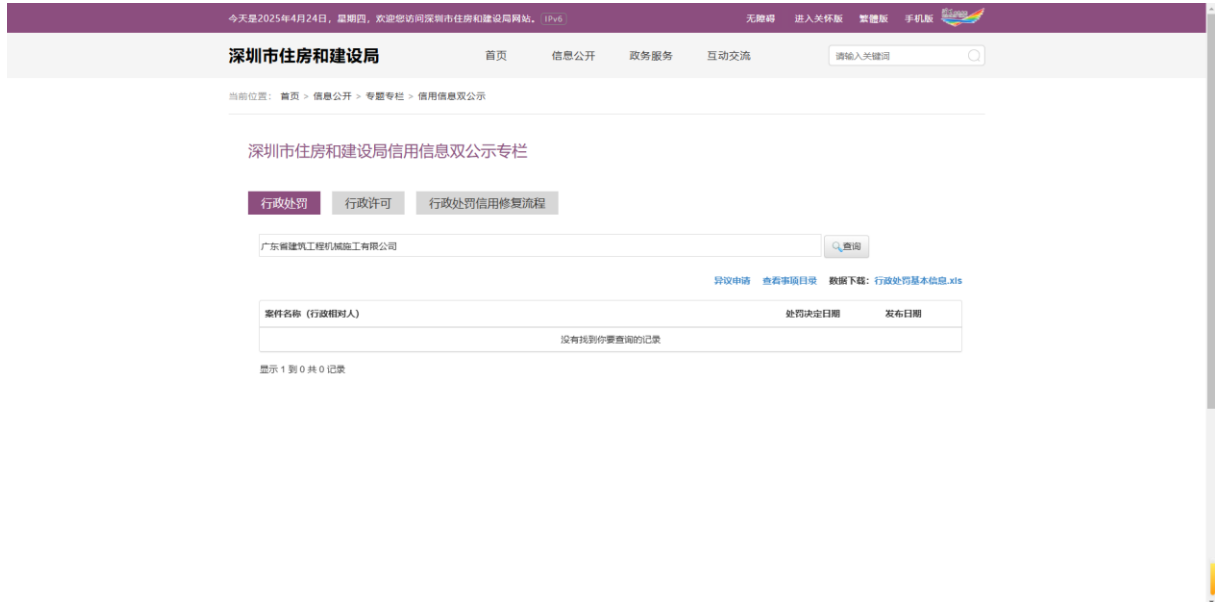 今天是2025年4月24日，星期四，欢迎您访问深圳市住房和建设局网站。 IPv6 无障碍 进入关怀版 繁體版 手机版
深圳市住房和建设局 首页 信息公开 政务服务 互动交流 请输入关键词
当前位置： 首页 > 信息公开 > 专题专栏 > 信用信息双公示
深圳市住房和建设局信用信息双公示专栏
行政处罚 行政许可 行政处罚信用修复流程
广东省建筑工程机械施工有限公司 查询
异议申请 查看事项目录 数据下载：行政处罚基本信息.xls
案件名称（行政相对人） 处罚决定日期 发布日期
没有找到你要查询的记录
显示 1 到 0 共 0 记录